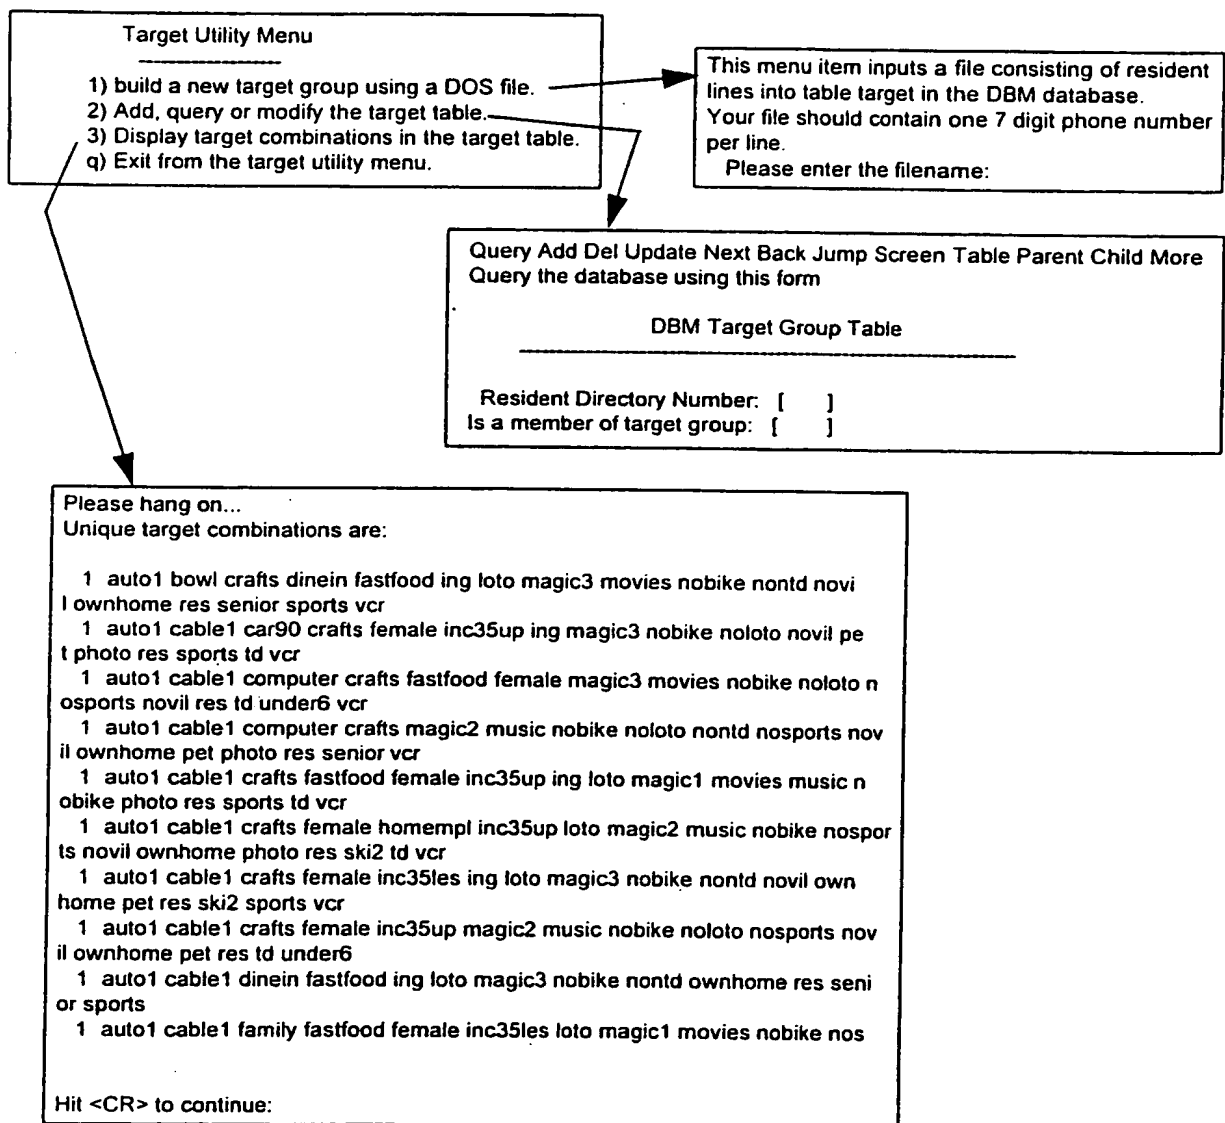 Target Utility Menu
1) build a new target group using a DOS file.
2) Add, query or modify the target table.
3) Display target combinations in the target table.
q) Exit from the target utility menu.
This menu item inputs a file consisting of resident
lines into table target in the DBM database.
Your file should contain one 7 digit phone number
per line.
Please enter the filename:
Query Add Del Update Next Back Jump Screen Table Parent Child More
Query the database using this form
DBM Target Group Table
Resident Directory Number: [ ]
Is a member of target group: [ ]
Please hang on...
Unique target combinations are:
1 auto1 bowl crafts dinein fastfood ing loto magic3 movies nobike nontd novi
l ownhome res senior sports vcr
1 auto1 cable1 car90 crafts female inc35up ing magic3 nobike noloto novil pe
t photo res sports td vcr
1 auto1 cable1 computer crafts fastfood female magic3 movies nobike noloto n
osports novil res td under6 vcr
1 auto1 cable1 computer crafts magic2 music nobike noloto nontd nosports nov
il ownhome pet photo res senior vcr
1 auto1 cable1 crafts fastfood female inc35up ing loto magic1 movies music n
obike photo res sports td vcr
1 auto1 cable1 crafts female homempl inc35up loto magic2 music nobike nospor
ts novil ownhome photo res ski2 td vcr
1 auto1 cable1 crafts female inc35les ing loto magic3 nobike nontd novil own
home pet res ski2 sports vcr
1 auto1 cable1 crafts female inc35up magic2 music nobike noloto nosports nov
il ownhome pet res td under6
1 auto1 cable1 dinein fastfood ing loto magic3 nobike nontd ownhome res seni
or sports
1 auto1 cable1 family fastfood female inc35les loto magic1 movies nobike nos
Hit <CR> to continue: